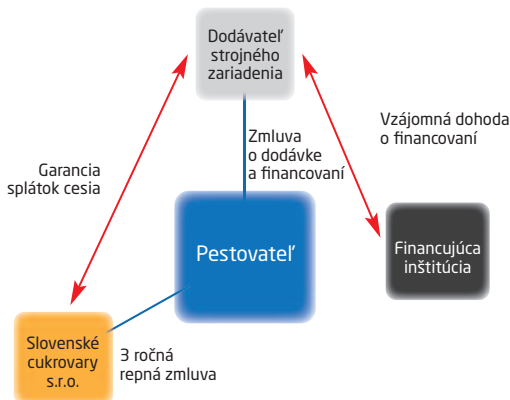 Dodávateľ
strojného
zariadenia
Vzájomná dohoda
o financovaní
Zmluva
o dodávke
a financovaní
Garancia
splátok cesia
Pestovateľ
Financujúca
inštitúcia
Slovenské
cukrovary
s.r.o.
3 ročná
repná zmluva